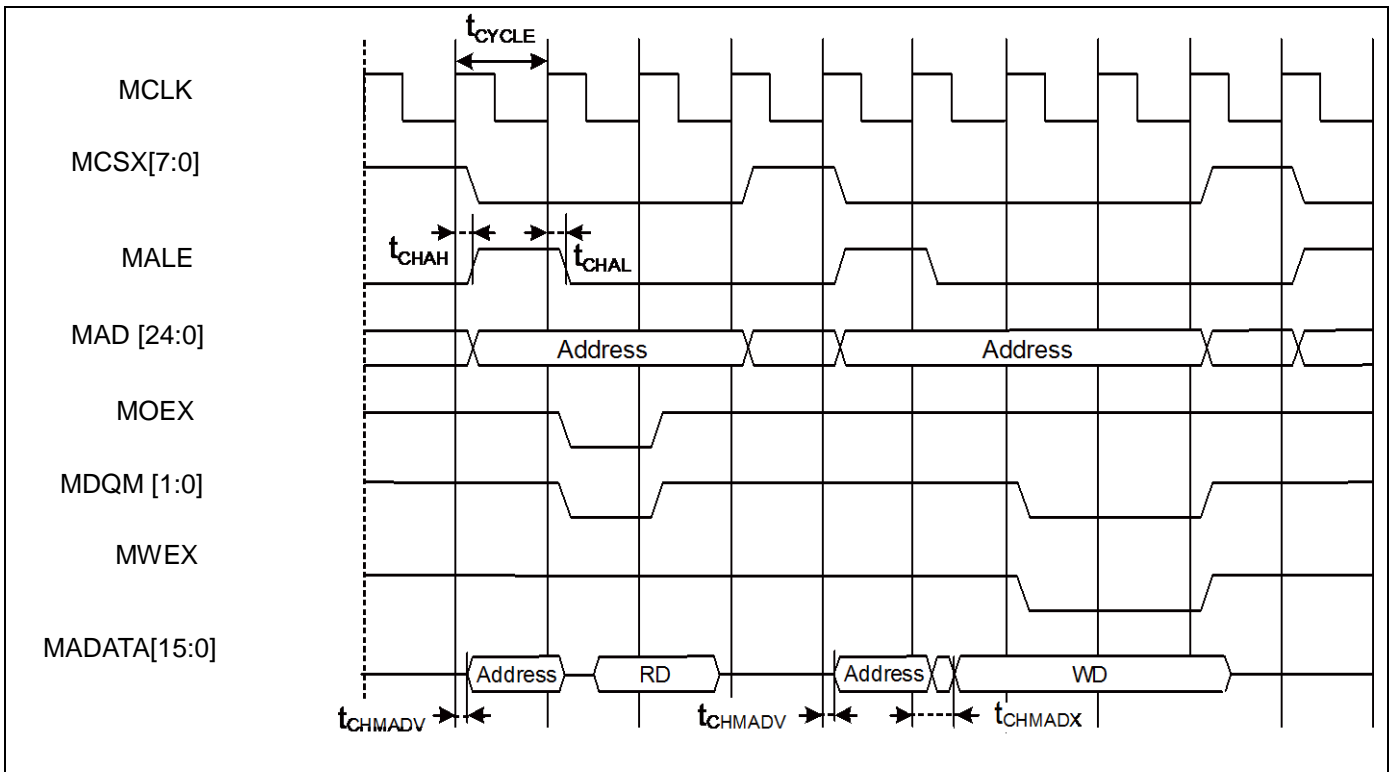 tCYCLE
MCLK
MCSX[7:0]
MALE
tCHAH
tCHAL
MAD [24:0]
Address
Address
MOEX
MDQM [1:0]
MWEX
MADATA[15:0]
Address
RD
Address
WD
tCHMADV
tCHMADV
tCHMADX